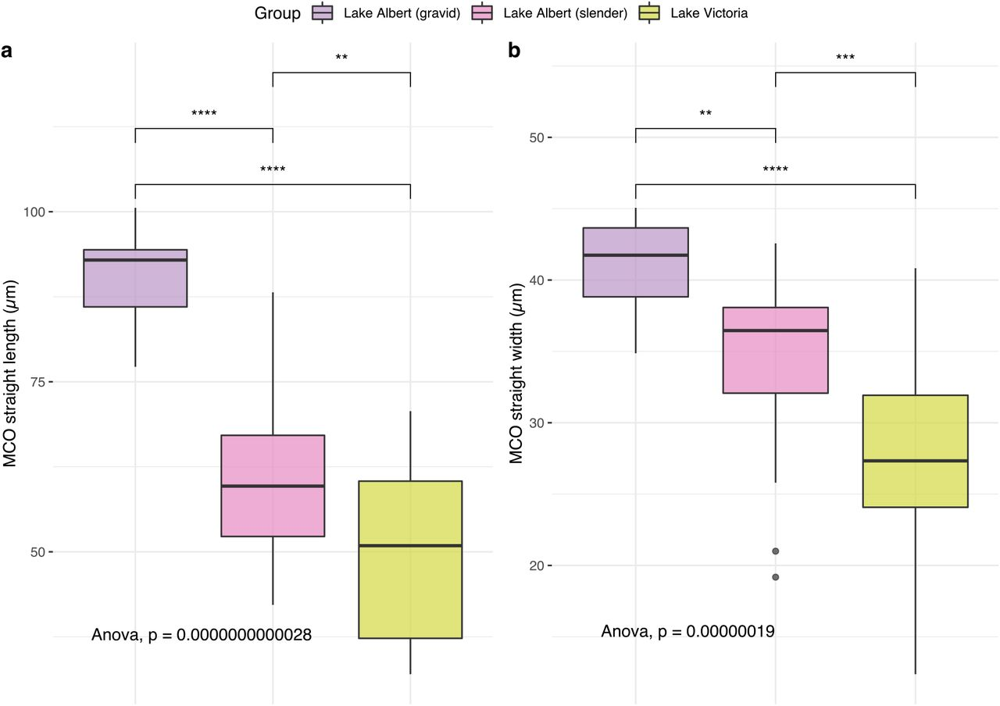 Group Lake Albert (gravid) Lake Albert (slender) Lake Victoria
a
**
****
****
100
75
50
MCO straight length (µm)
Anova, p = 0.0000000000028
b
***
**
****
50
40
30
20
MCO straight width (µm)
Anova, p = 0.00000019